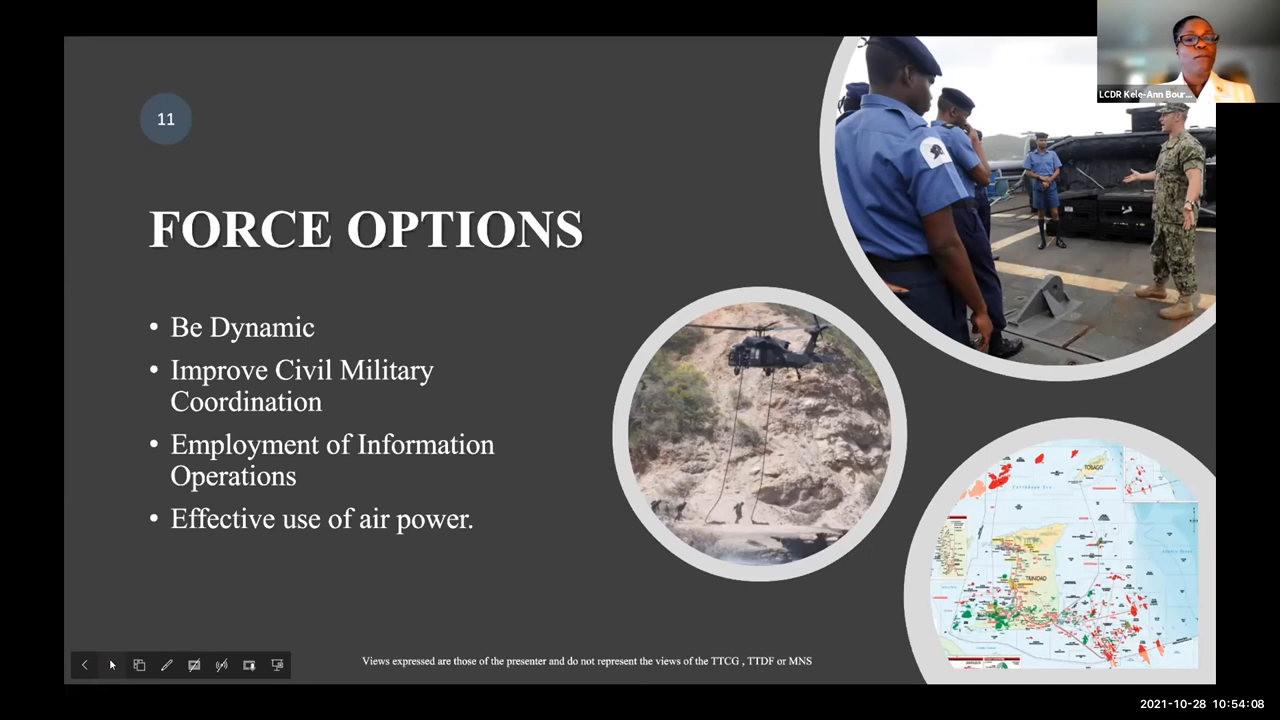 LCDR Kele-Ann Bour...
11
FORCE OPTIONS
• Be Dynamic
• Improve Civil Military
Coordination
• Employment of Information
Operations
• Effective use of air power.
TOBAGO
Caribbean Sea
TRINIDAD
Views expressed are those of the presenter and do not represent the views of the TTCG , TTDF or MNS
2021-10-28 10:54:08